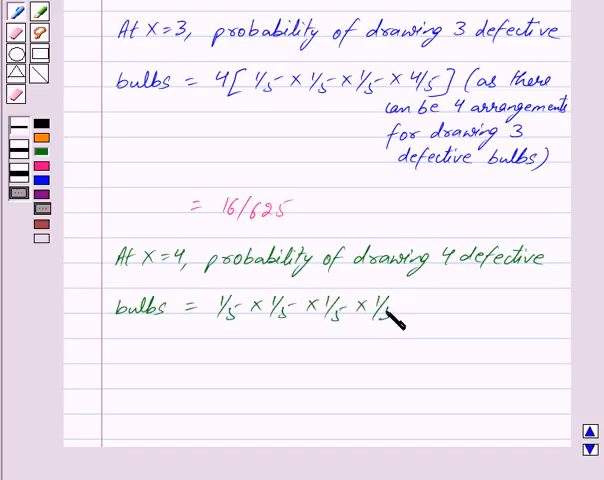 At X=3, probability of drawing 3 defective
bulbs = 4[ 1/5 × 1/5 × 1/5 × 4/5 ] (as there
can be 4 arrangements
for drawing 3
defective bulbs)
= 16/625
At X=4, probability of drawing 4 defective
bulbs = 1/5 × 1/5 × 1/5 × 1/5